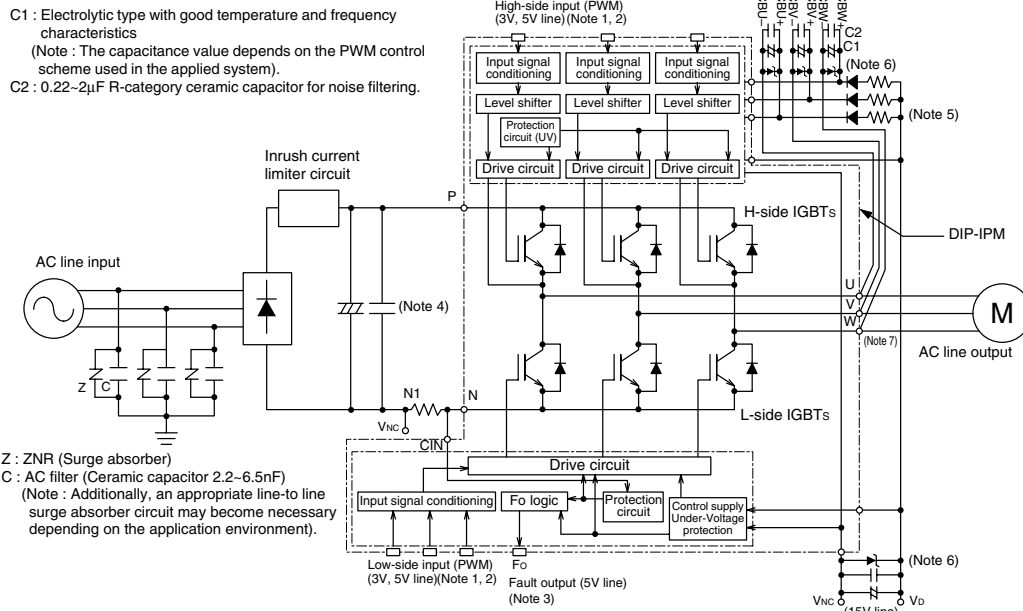 C1 : Electrolytic type with good temperature and frequency
characteristics
(Note : The capacitance value depends on the PWM control
scheme used in the applied system).
C2 : 0.22~2μF R-category ceramic capacitor for noise filtering.
High-side input (PWM)
(3V, 5V line) (Note 1, 2)
CBU–
CBU+
CBV–
CBV+
CBW–
CBW+
C2
C1
(Note 6)
(Note 5)
Input signal
conditioning
Input signal
conditioning
Input signal
conditioning
Level shifter
Level shifter
Level shifter
Protection
circuit (UV)
Drive circuit
Drive circuit
Drive circuit
Inrush current
limiter circuit
P
H-side IGBTS
DIP-IPM
AC line input
(Note 4)
U
V
W
(Note 7)
M
AC line output
Z
C
N1
N
VNC
CIN
L-side IGBTS
Z : ZNR (Surge absorber)
C : AC filter (Ceramic capacitor 2.2~6.5nF)
(Note : Additionally, an appropriate line-to line
surge absorber circuit may become necessary
depending on the application environment).
Drive circuit
Input signal conditioning
Fo logic
Protection
circuit
Control supply
Under-Voltage
protection
Low-side input (PWM)
(3V, 5V line)(Note 1, 2)
FO
Fault output (5V line)
(Note 3)
(Note 6)
VNC
VD
(15V line)